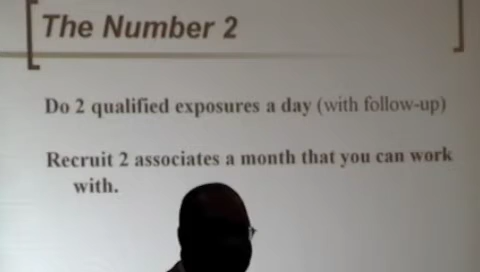 The Number 2
Do 2 qualified exposures a day (with follow-up)
Recruit 2 associates a month that you can work
with.